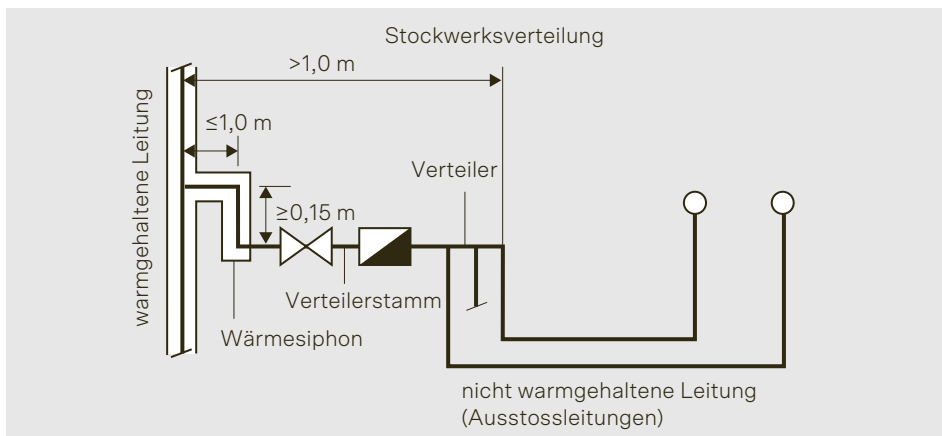 Stockwerksverteilung
>1,0 m
warmgehaltene Leitung
≤1,0 m
Verteiler
≥0,15 m
Verteilerstamm
Wärmesiphon
nicht warmgehaltene Leitung
(Ausstossleitungen)